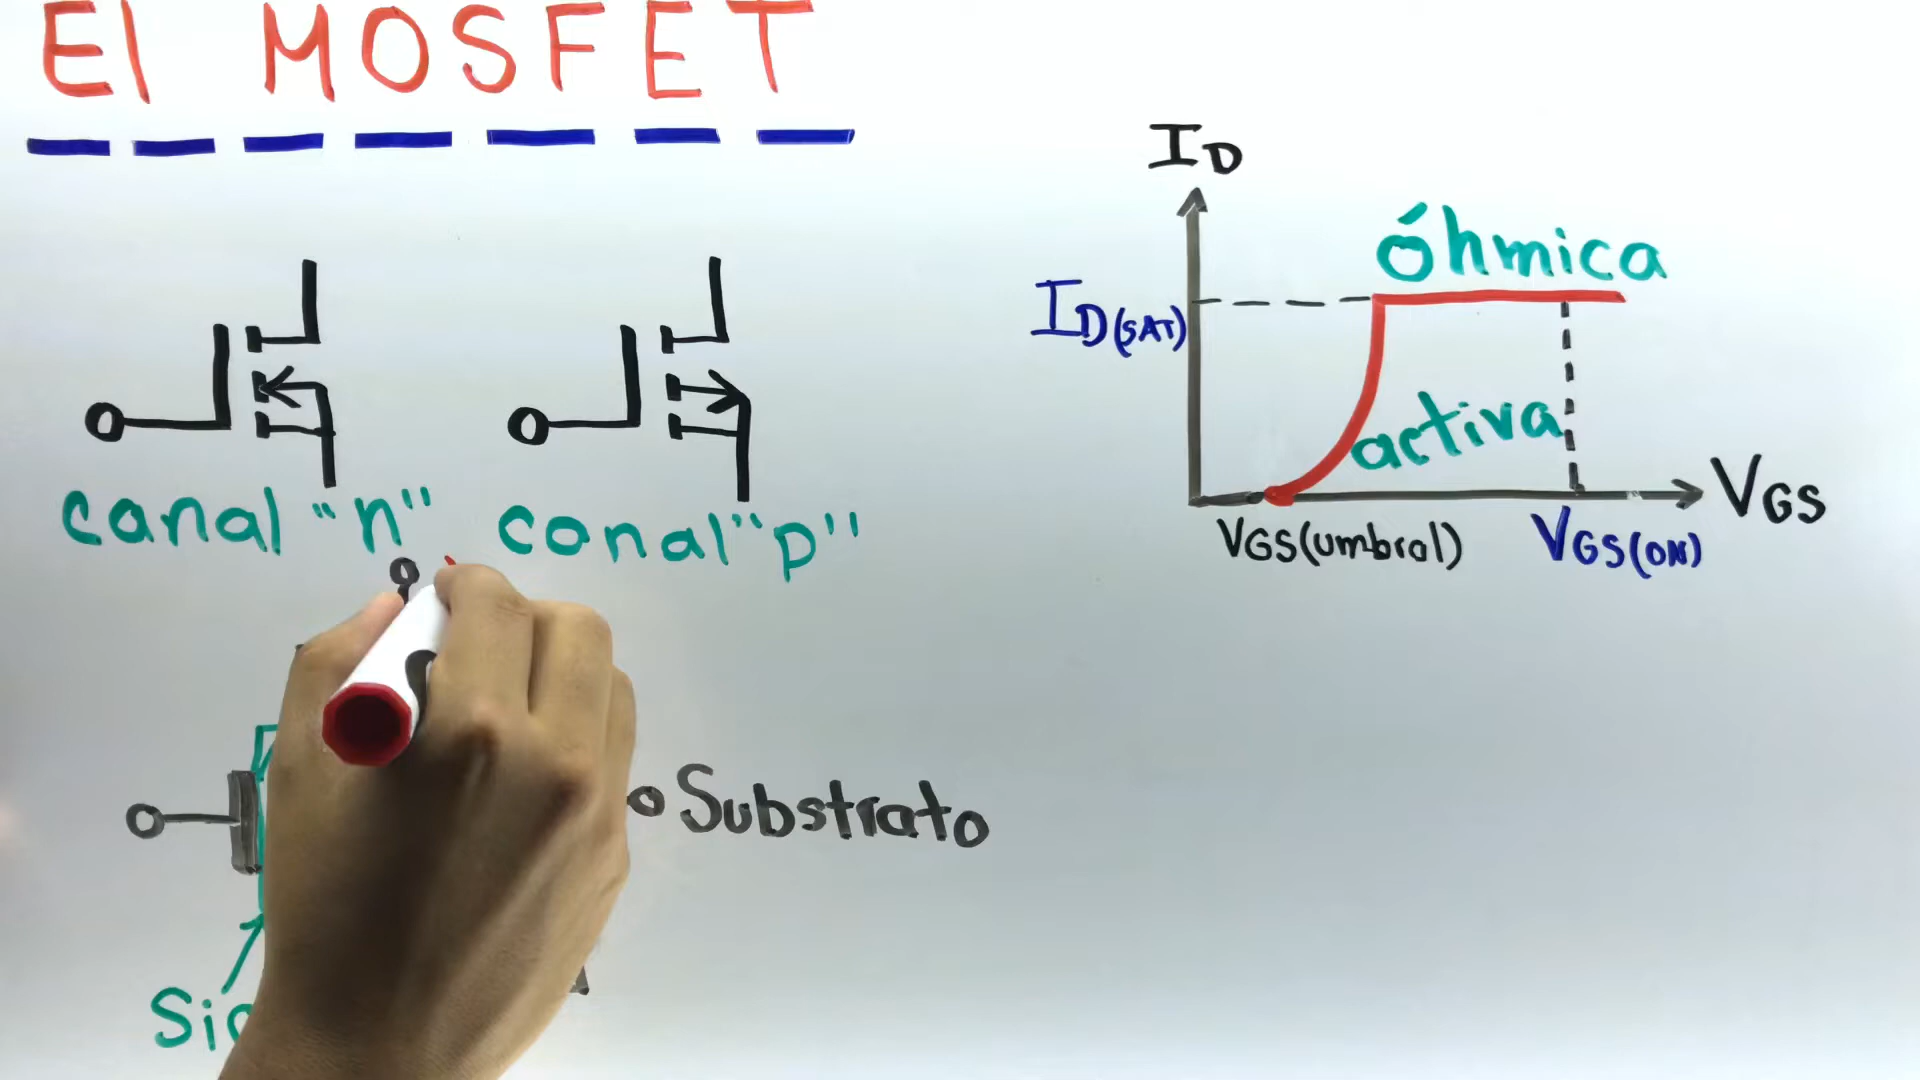 El MOSFET
ID
óhmica
ID(SAT)
activa
VGS
VGS(umbral)
VGS(ON)
canal "n"
canal "p"
Substrato